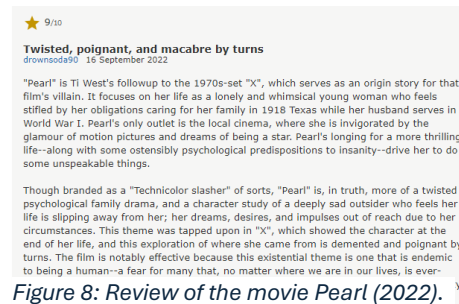 9/10
Twisted, poignant, and macabre by turns
drownsoda90 16 September 2022
"Pearl" is Ti West's followup to the 1970s-set "X", which serves as an origin story for that
film's villain. It focuses on her life as a lonely and whimsical young woman who feels
stifled by her obligations caring for her family in 1918 Texas while her husband serves in
World War I. Pearl's only outlet is the local cinema, where she is invigorated by the
glamour of motion pictures and dreams of being a star. Pearl's longing for a more thrilling
life--along with some ostensibly psychological predispositions to insanity--drive her to do
some unspeakable things.
Though branded as a "Technicolor slasher" of sorts, "Pearl" is, in truth, more of a twisted
psychological family drama, and a character study of a deeply sad outsider who feels her
life is slipping away from her; her dreams, desires, and impulses out of reach due to her
circumstances. This theme was tapped upon in "X", which showed the character at the
end of her life, and this exploration of where she came from is demented and poignant by
turns. The film is notably effective because this existential theme is one that is endemic
to being a human--a fear for many that, no matter where we are in our lives, is ever-
Figure 8: Review of the movie Pearl (2022).